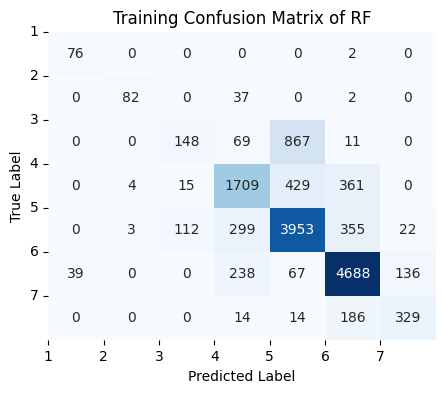 Training Confusion Matrix of RF
1
76 0 0 0 0 2 0
2
0 82 0 37 0 2 0
3
0 0 148 69 867 11 0
4
0 4 15 1709 429 361 0
5
0 3 112 299 3953 355 22
6
39 0 0 238 67 4688 136
7
0 0 0 14 14 186 329
True Label
1 2 3 4 5 6 7
Predicted Label